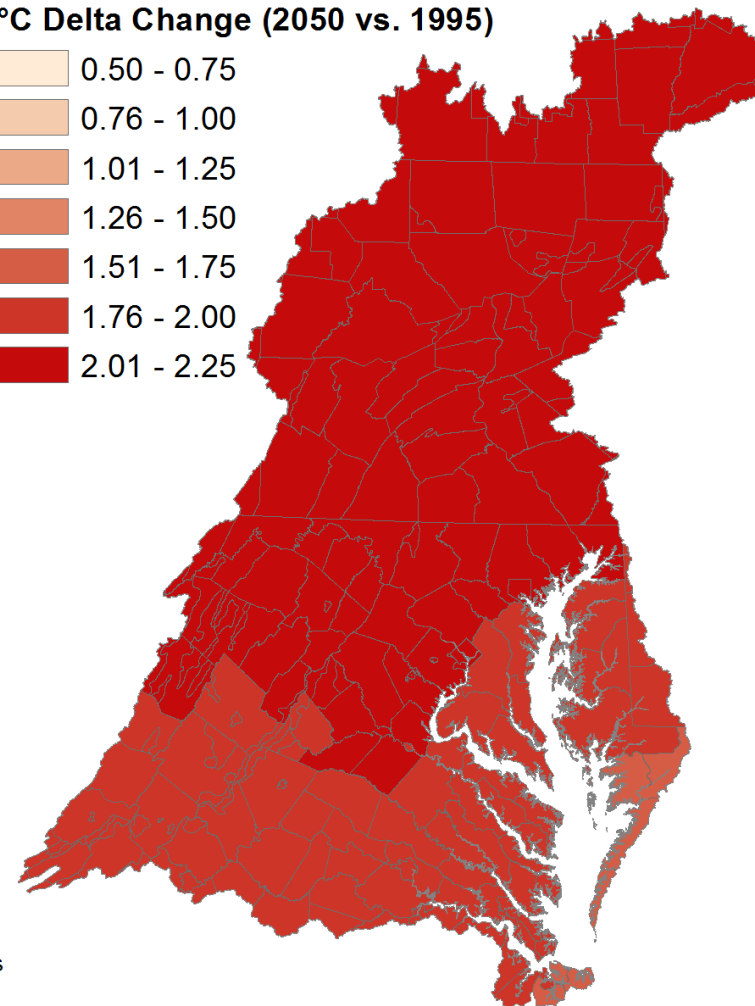 °C Delta Change (2050 vs. 1995)
0.50 - 0.75
0.76 - 1.00
1.01 - 1.25
1.26 - 1.50
1.51 - 1.75
1.76 - 2.00
2.01 - 2.25
s